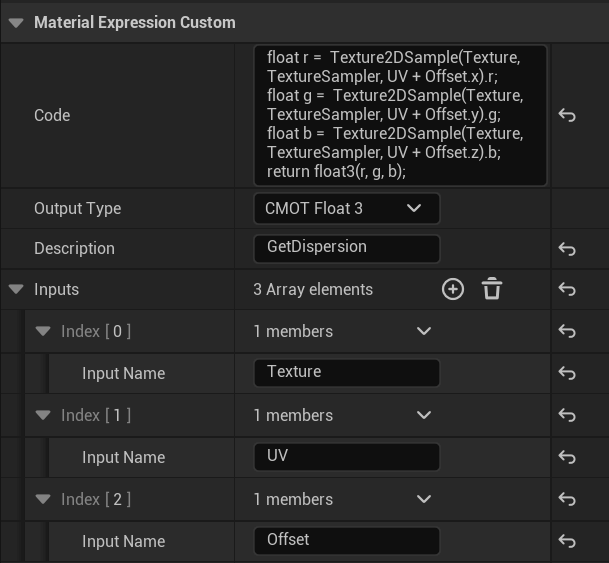 Material Expression Custom
Code
float r =  Texture2DSample(Texture,
TextureSampler, UV + Offset.x).r;
float g =  Texture2DSample(Texture,
TextureSampler, UV + Offset.y).g;
float b =  Texture2DSample(Texture,
TextureSampler, UV + Offset.z).b;
return float3(r, g, b);
Output Type
CMOT Float 3
Description
GetDispersion
Inputs
3 Array elements
Index [ 0 ]
1 members
Input Name
Texture
Index [ 1 ]
1 members
Input Name
UV
Index [ 2 ]
1 members
Input Name
Offset